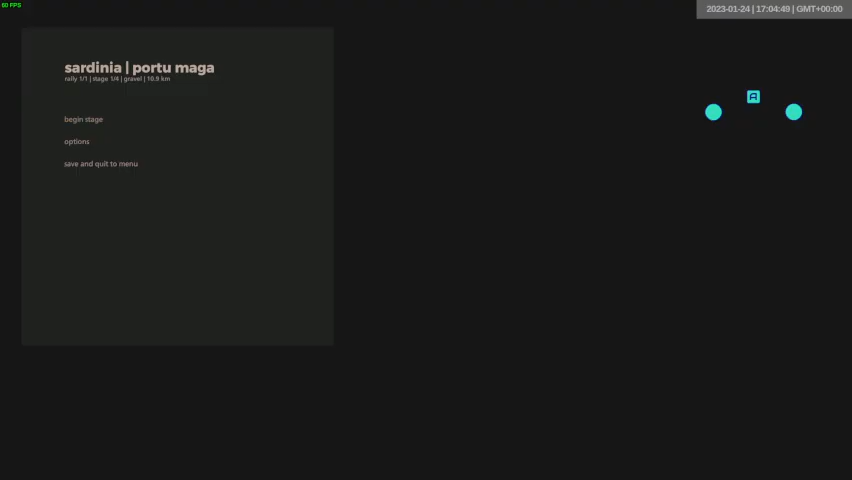 60 FPS
2023-01-24 | 17:04:49 | GMT+00:00
sardinia | portu maga
rally 1/1 | stage 1/4 | gravel | 10.9 km
A
begin stage
options
save and quit to menu